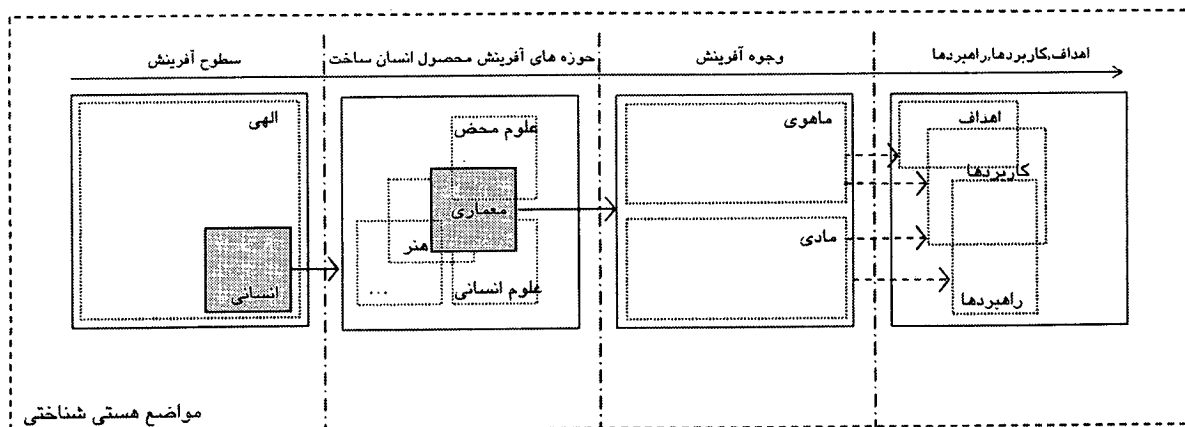 سطوح آفرینش
حوزه های آفرینش محصول انسان ساخت
وجوه آفرینش
اهداف,کاربردها,راهبردها
الهی
انسانی
علوم محض
معماری
هنر
علوم انسانی
...
ماهوی
مادی
اهداف
کاربردها
راهبردها
مواضع هستی شناختی